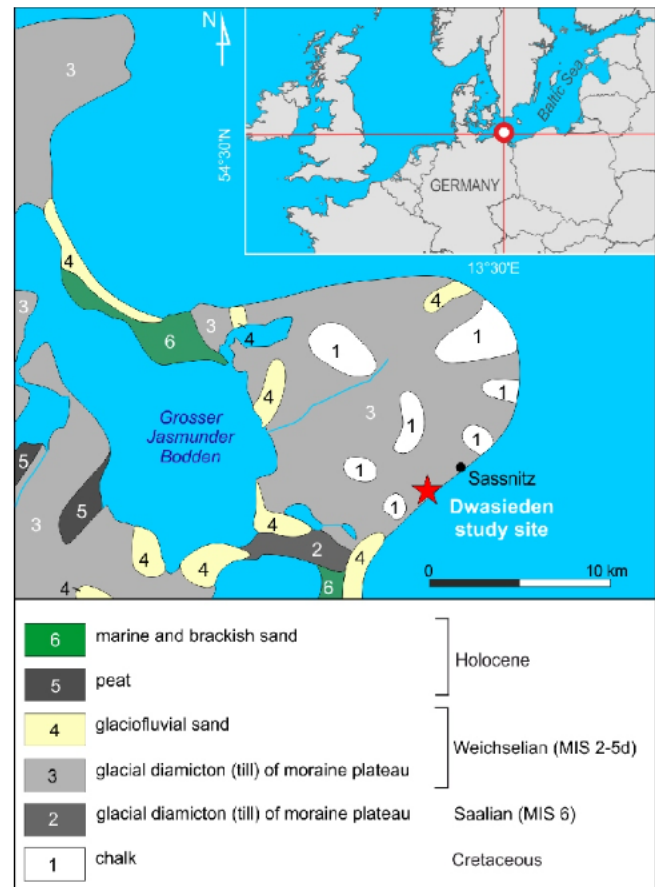 N
3
54°30'N
Baltic Sea
GERMANY
13°30'E
4
3
3
4
4
6
1
1
4
Grosser
Jasmunder
Bodden
3
1
1
1
5
1
Sassnitz
5
Dwasieden
study site
1
4
3
4
4
2
4
4
6
0
10 km
6
marine and brackish sand
Holocene
5
peat
4
glaciofluvial sand
Weichselian (MIS 2-5d)
3
glacial diamicton (till) of moraine plateau
2
glacial diamicton (till) of moraine plateau
Saalian (MIS 6)
1
chalk
Cretaceous